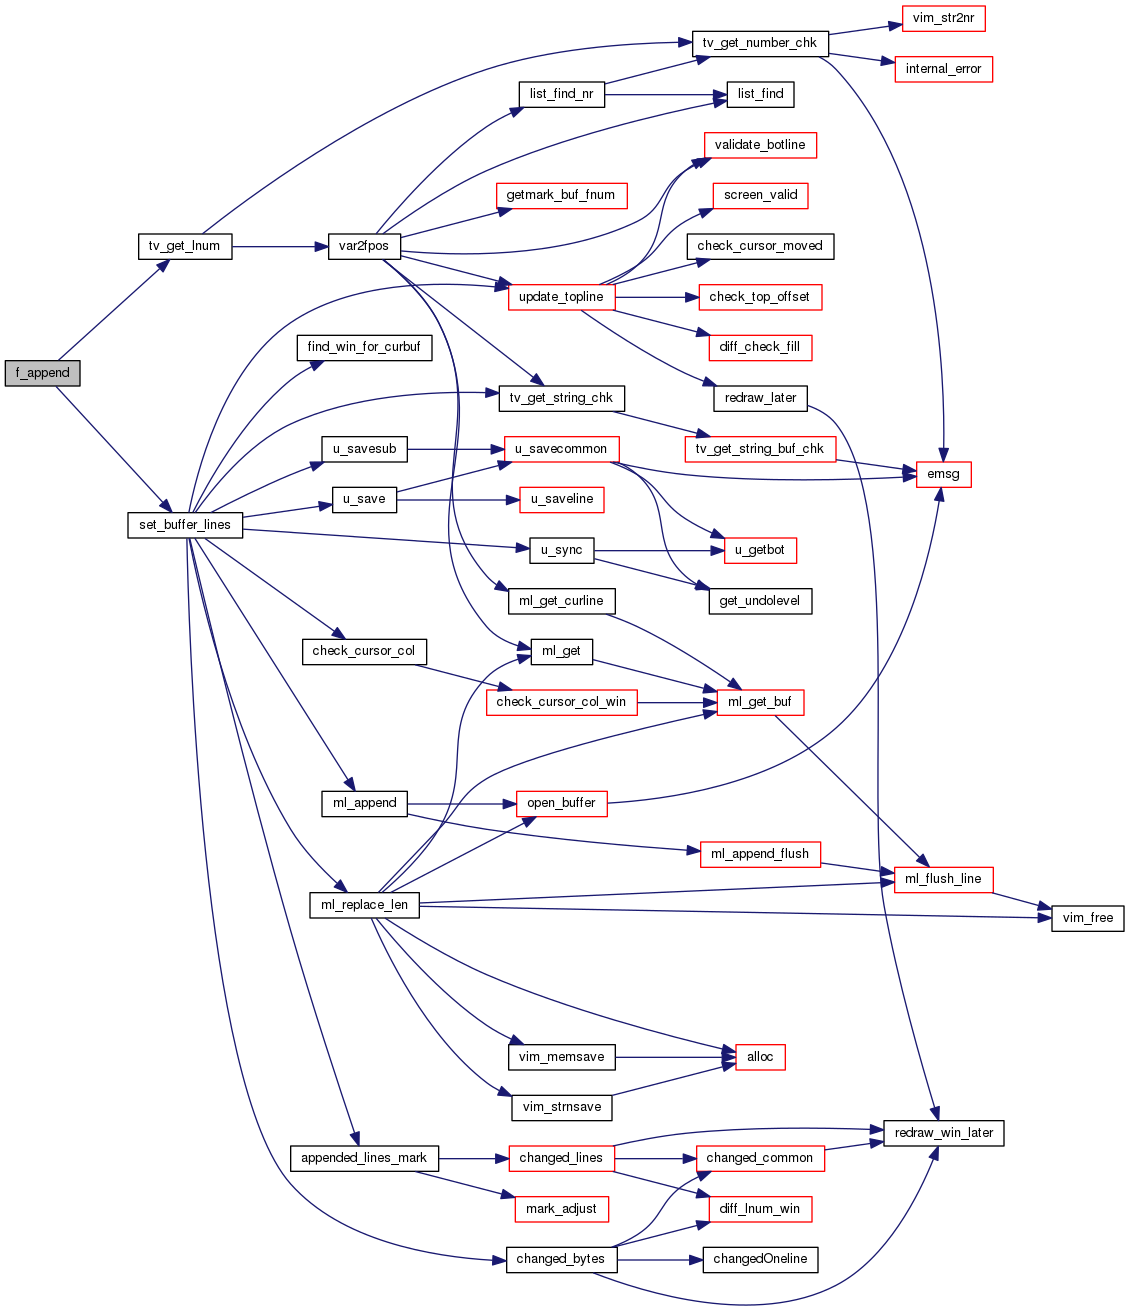 vim_str2nr
tv_get_number_chk
internal_error
list_find_nr
list_find
validate_botline
getmark_buf_fnum
screen_valid
tv_get_lnum
var2fpos
check_cursor_moved
update_topline
check_top_offset
find_win_for_curbuf
diff_check_fill
f_append
tv_get_string_chk
redraw_later
u_savesub
u_savecommon
tv_get_string_buf_chk
emsg
u_save
u_saveline
set_buffer_lines
u_sync
u_getbot
ml_get_curline
get_undolevel
check_cursor_col
ml_get
check_cursor_col_win
ml_get_buf
ml_append
open_buffer
ml_append_flush
ml_flush_line
ml_replace_len
vim_free
vim_memsave
alloc
vim_strnsave
redraw_win_later
appended_lines_mark
changed_lines
changed_common
mark_adjust
diff_lnum_win
changed_bytes
changedOneline